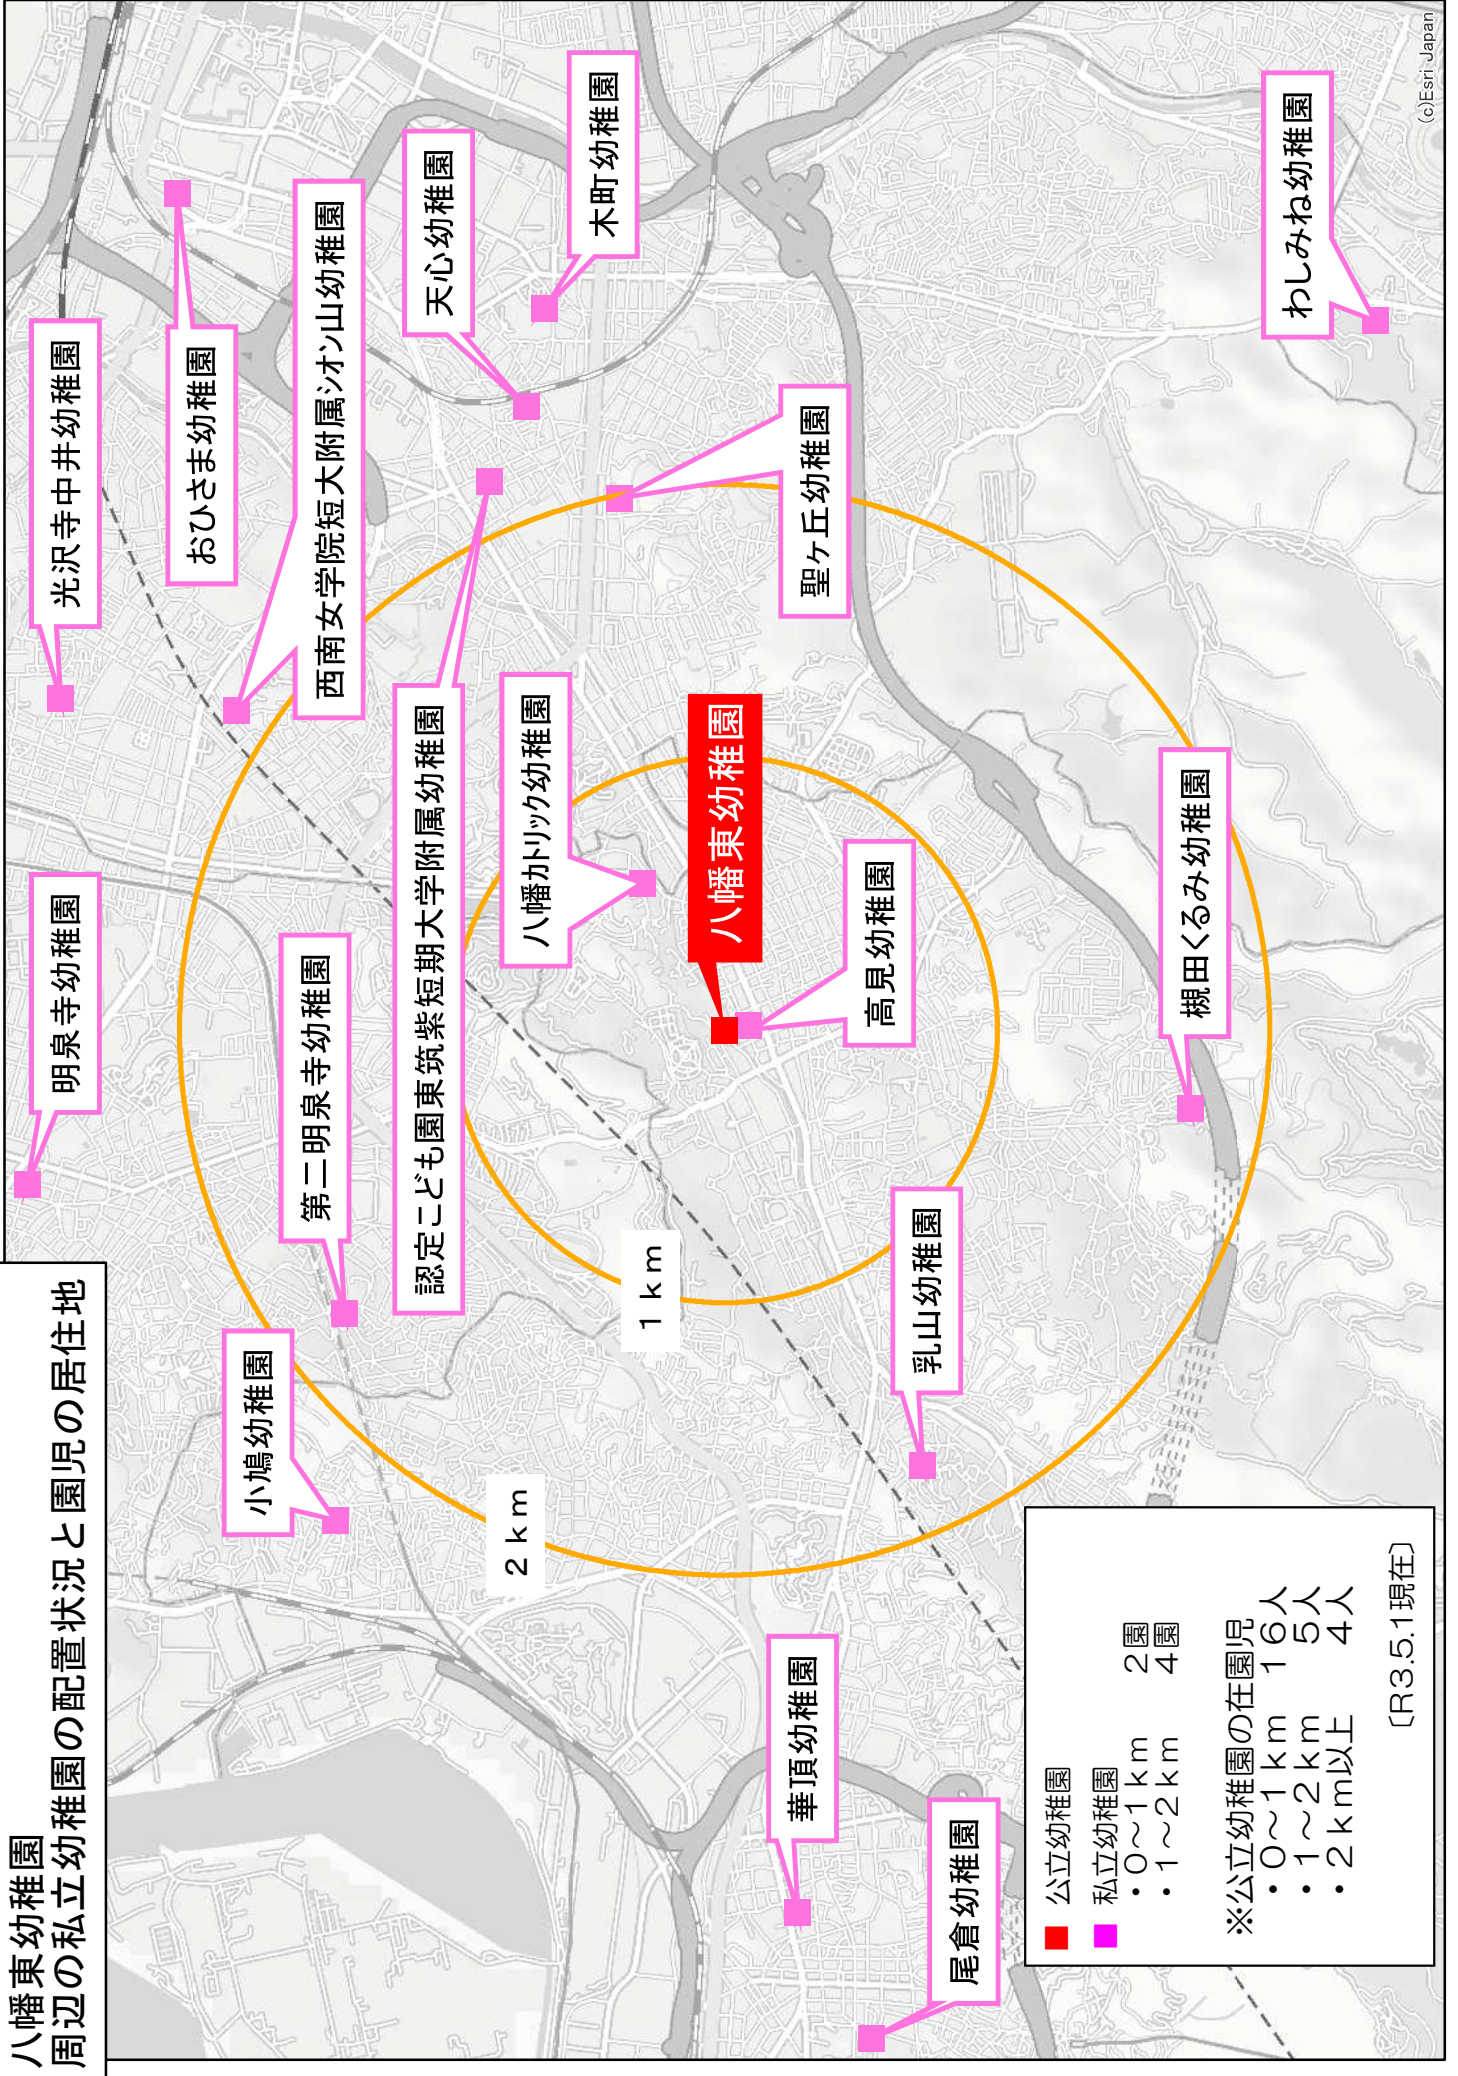 八幡東幼稚園
周辺の私立幼稚園の配置状況と園児の居住地
明泉寺幼稚園
光沢寺中井幼稚園
おひさま幼稚園
小鳩幼稚園
第二明泉寺幼稚園
西南女学院短大附属シオン山幼稚園
認定こども園東筑紫短期大学附属幼稚園
天心幼稚園
2km
八幡カトリック幼稚園
木町幼稚園
1km
八幡東幼稚園
華頂幼稚園
高見幼稚園
聖ヶ丘幼稚園
乳山幼稚園
尾倉幼稚園
槻田くるみ幼稚園
わしみね幼稚園
公立幼稚園
私立幼稚園
・0～1km 2園
・1～2km 4園
※公立幼稚園の在園児
・0～1km 16人
・1～2km 5人
・2km以上 4人
〔R3.5.1現在〕
(c)Esri Japan